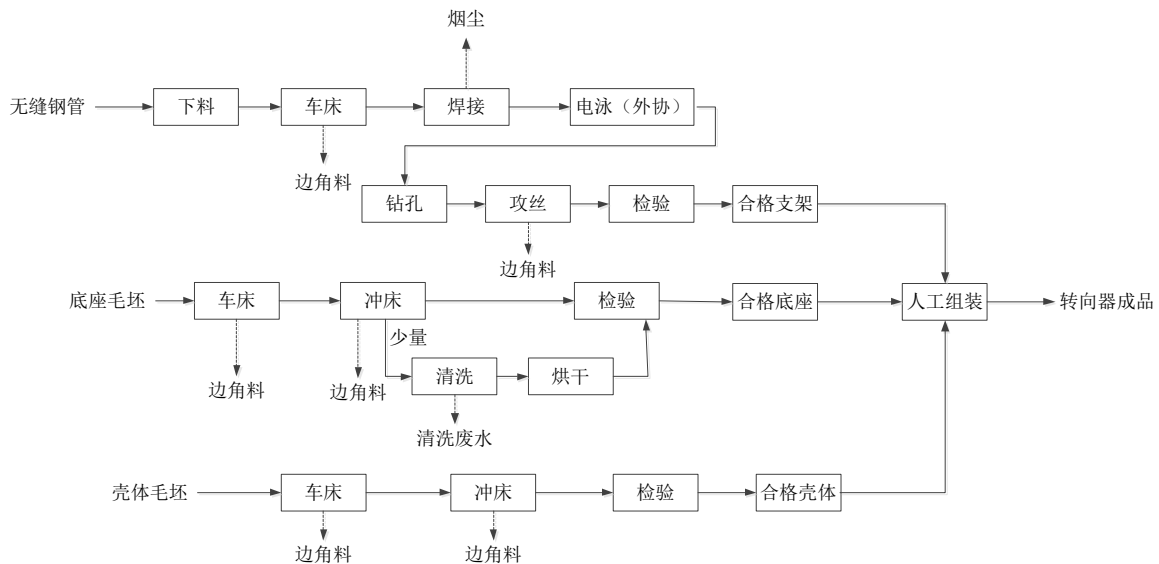 烟尘
无缝钢管
下料
车床
焊接
电泳（外协）
边角料
钻孔
攻丝
检验
合格支架
边角料
底座毛坯
车床
冲床
检验
合格底座
人工组装
转向器成品
少量
边角料
边角料
清洗
烘干
清洗废水
壳体毛坯
车床
冲床
检验
合格壳体
边角料
边角料